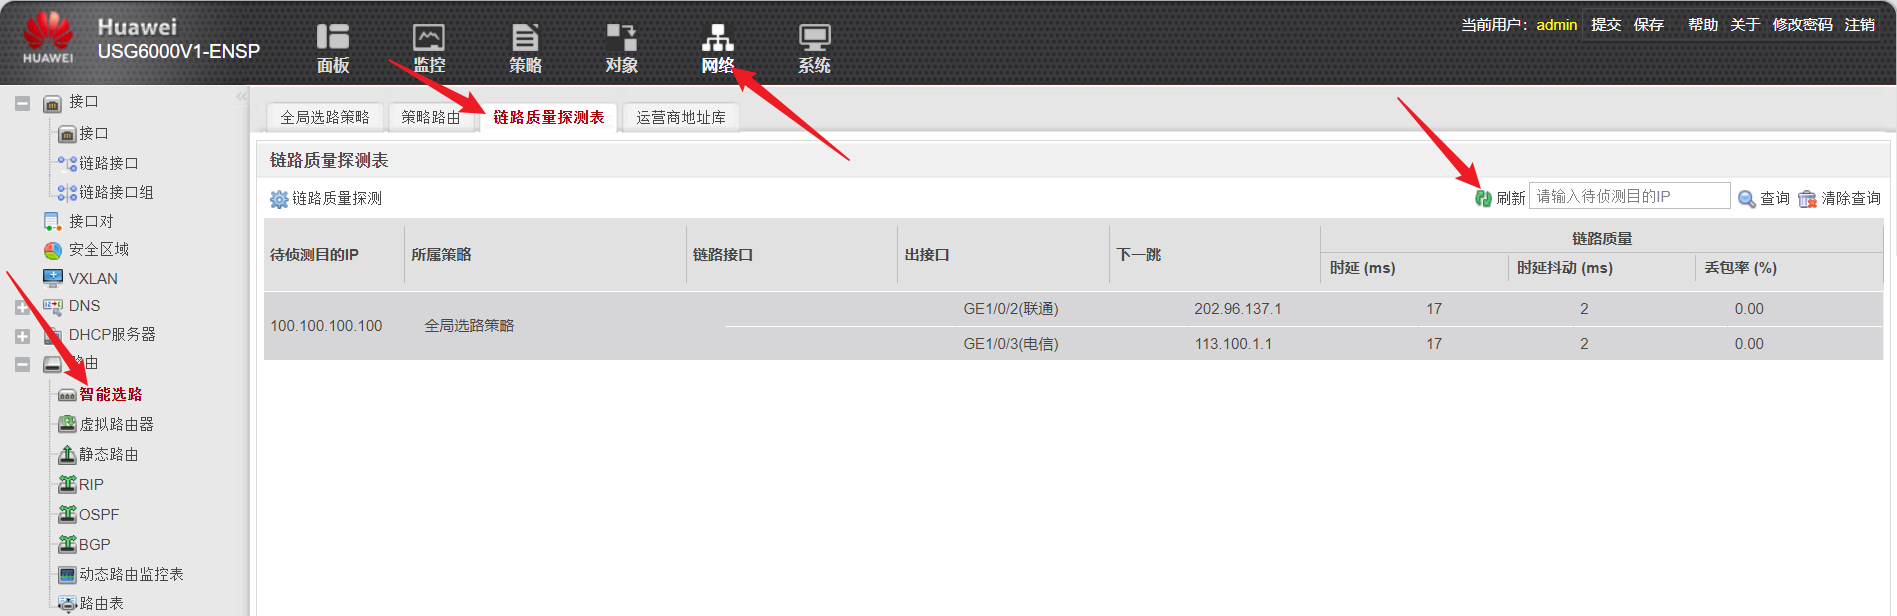 HUAWEI
Huawei
USG6000V1-ENSP
面板
监控
策略
对象
网络
系统
当前用户： admin 提交 保存 帮助 关于 修改密码 注销
接口
接口
链路接口
链路接口组
接口对
安全区域
VXLAN
DNS
DHCP服务器
由
智能选路
虚拟路由器
静态路由
RIP
OSPF
BGP
动态路由监控表
路由表
全局选路策略 策略路由 链路质量探测表 运营商地址库
链路质量探测表
链路质量探测
刷新 请输入待侦测目的IP 查询 清除查询
待侦测目的IP 所属策略 链路接口 出接口 下一跳 链路质量
时延 (ms) 时延抖动 (ms) 丢包率 (%)
100.100.100.100 全局选路策略
GE1/0/2(联通) 202.96.137.1 17 2 0.00
GE1/0/3(电信) 113.100.1.1 17 2 0.00